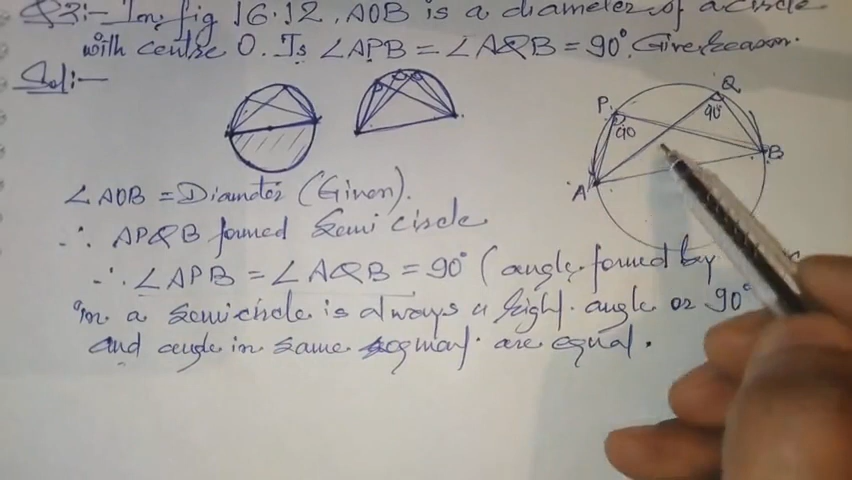 Q3:- In fig 16.12, AOB is a diameter of a circle
with centre O. Is ∠APB = ∠AQB = 90°. Give reason.
Sol:-
P
Q
90
90°
A
B
∠AOB = Diameter (Given).
∴ APQB formed Semi circle
∴ ∠APB = ∠AQB = 90° (angle formed by
in a semicircle is always a right angle or 90°
and angle in same segment are equal.